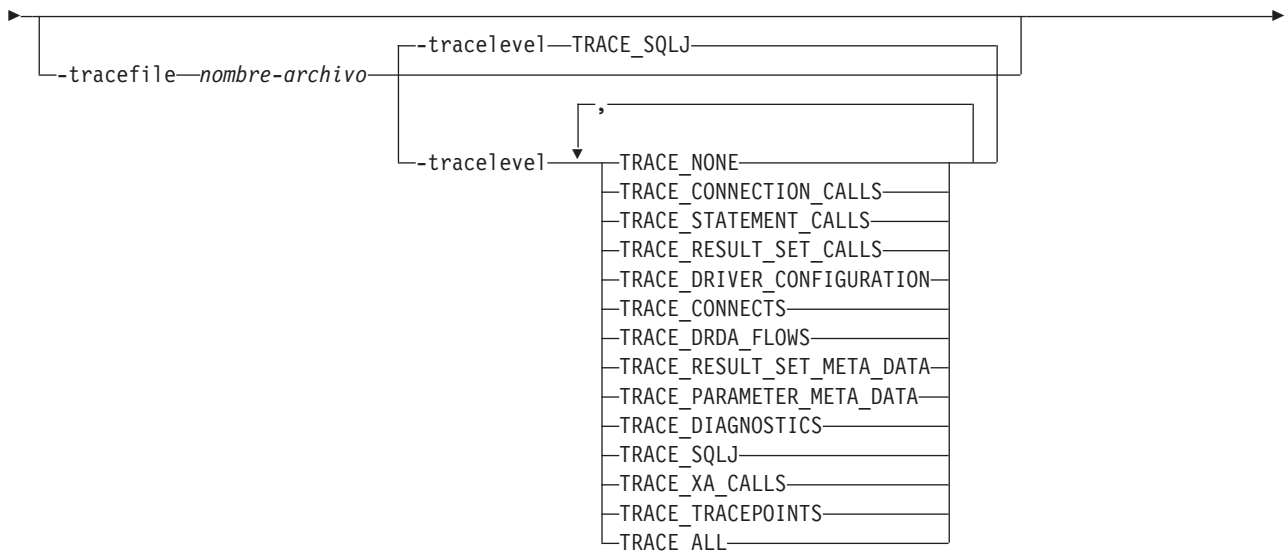 -tracelevel TRACE_SQLJ
-tracefile nombre-archivo
,
-tracelevel TRACE_NONE
TRACE_CONNECTION_CALLS
TRACE_STATEMENT_CALLS
TRACE_RESULT_SET_CALLS
TRACE_DRIVER_CONFIGURATION
TRACE_CONNECTS
TRACE_DRDA_FLOWS
TRACE_RESULT_SET_META_DATA
TRACE_PARAMETER_META_DATA
TRACE_DIAGNOSTICS
TRACE_SQLJ
TRACE_XA_CALLS
TRACE_TRACEPOINTS
TRACE_ALL